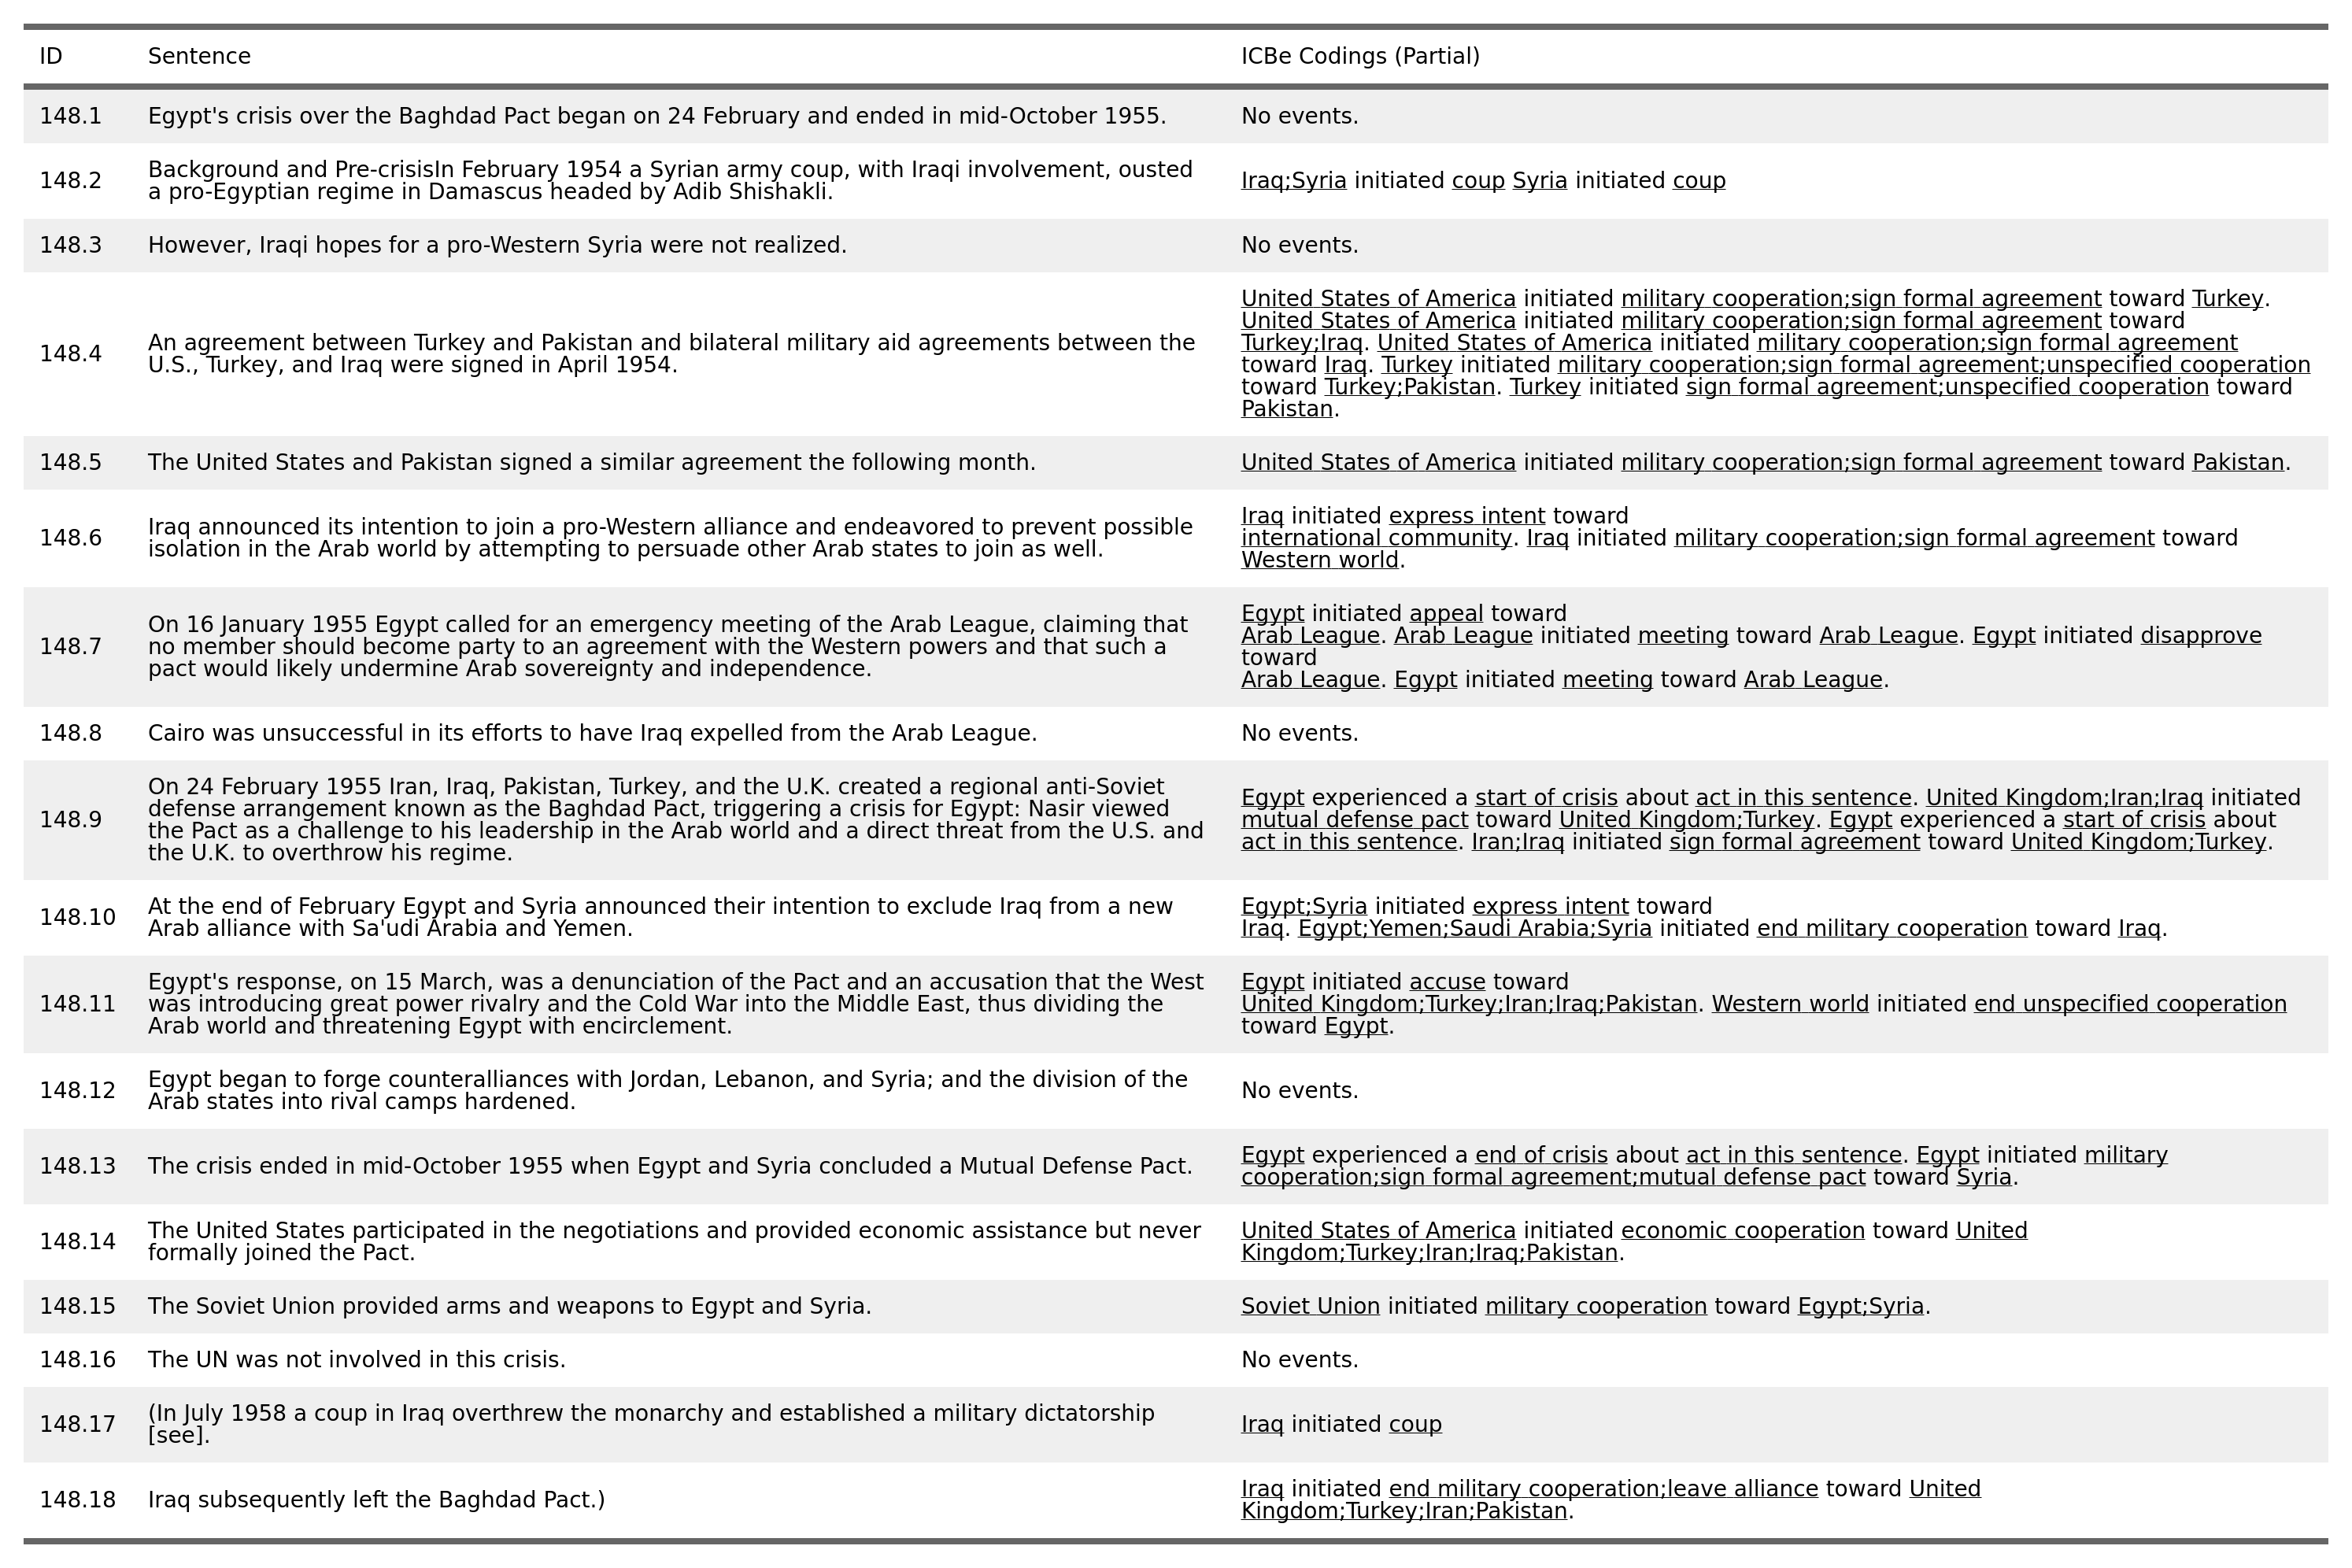 ID Sentence ICBe Codings (Partial)
148.1 Egypt's crisis over the Baghdad Pact began on 24 February and ended in mid-October 1955. No events.
148.2 Background and Pre-crisisIn February 1954 a Syrian army coup, with Iraqi involvement, ousted
a pro-Egyptian regime in Damascus headed by Adib Shishakli.
Iraq;Syria initiated coup Syria initiated coup
148.3 However, Iraqi hopes for a pro-Western Syria were not realized. No events.
148.4 An agreement between Turkey and Pakistan and bilateral military aid agreements between the
U.S., Turkey, and Iraq were signed in April 1954.
United States of America initiated military cooperation;sign formal agreement toward Turkey.
United States of America initiated military cooperation;sign formal agreement toward
Turkey;Iraq. United States of America initiated military cooperation;sign formal agreement
toward Iraq. Turkey initiated military cooperation;sign formal agreement;unspecified cooperation
toward Turkey;Pakistan. Turkey initiated sign formal agreement;unspecified cooperation toward
Pakistan.
148.5 The United States and Pakistan signed a similar agreement the following month. United States of America initiated military cooperation;sign formal agreement toward Pakistan.
148.6 Iraq announced its intention to join a pro-Western alliance and endeavored to prevent possible
isolation in the Arab world by attempting to persuade other Arab states to join as well.
Iraq initiated express intent toward
international community. Iraq initiated military cooperation;sign formal agreement toward
Western world.
148.7 On 16 January 1955 Egypt called for an emergency meeting of the Arab League, claiming that
no member should become party to an agreement with the Western powers and that such a
pact would likely undermine Arab sovereignty and independence.
Egypt initiated appeal toward
Arab League. Arab League initiated meeting toward Arab League. Egypt initiated disapprove
toward
Arab League. Egypt initiated meeting toward Arab League.
148.8 Cairo was unsuccessful in its efforts to have Iraq expelled from the Arab League. No events.
148.9 On 24 February 1955 Iran, Iraq, Pakistan, Turkey, and the U.K. created a regional anti-Soviet
defense arrangement known as the Baghdad Pact, triggering a crisis for Egypt: Nasir viewed
the Pact as a challenge to his leadership in the Arab world and a direct threat from the U.S. and
the U.K. to overthrow his regime.
Egypt experienced a start of crisis about act in this sentence. United Kingdom;Iran;Iraq initiated
mutual defense pact toward United Kingdom;Turkey. Egypt experienced a start of crisis about
act in this sentence. Iran;Iraq initiated sign formal agreement toward United Kingdom;Turkey.
148.10 At the end of February Egypt and Syria announced their intention to exclude Iraq from a new
Arab alliance with Sa'udi Arabia and Yemen.
Egypt;Syria initiated express intent toward
Iraq. Egypt;Yemen;Saudi Arabia;Syria initiated end military cooperation toward Iraq.
148.11 Egypt's response, on 15 March, was a denunciation of the Pact and an accusation that the West
was introducing great power rivalry and the Cold War into the Middle East, thus dividing the
Arab world and threatening Egypt with encirclement.
Egypt initiated accuse toward
United Kingdom;Turkey;Iran;Iraq;Pakistan. Western world initiated end unspecified cooperation
toward Egypt.
148.12 Egypt began to forge counteralliances with Jordan, Lebanon, and Syria; and the division of the
Arab states into rival camps hardened.
No events.
148.13 The crisis ended in mid-October 1955 when Egypt and Syria concluded a Mutual Defense Pact.
Egypt experienced a end of crisis about act in this sentence. Egypt initiated military
cooperation;sign formal agreement;mutual defense pact toward Syria.
148.14 The United States participated in the negotiations and provided economic assistance but never
formally joined the Pact.
United States of America initiated economic cooperation toward United
Kingdom;Turkey;Iran;Iraq;Pakistan.
148.15 The Soviet Union provided arms and weapons to Egypt and Syria. Soviet Union initiated military cooperation toward Egypt;Syria.
148.16 The UN was not involved in this crisis. No events.
148.17 (In July 1958 a coup in Iraq overthrew the monarchy and established a military dictatorship
[see].
Iraq initiated coup
148.18 Iraq subsequently left the Baghdad Pact.)
Iraq initiated end military cooperation;leave alliance toward United
Kingdom;Turkey;Iran;Pakistan.